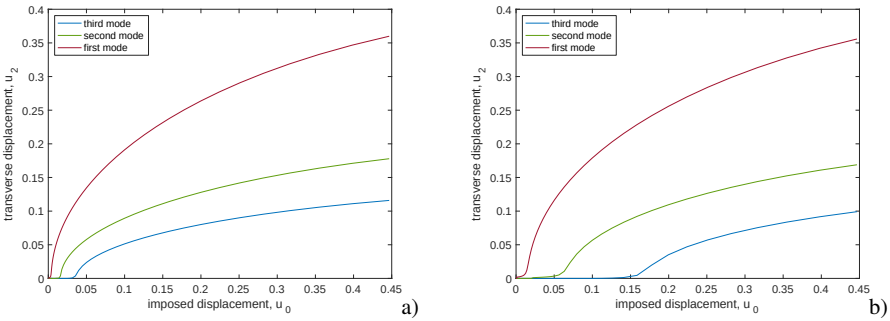 0.4
0.35
0.3
0.25
0.2
0.15
0.1
0.05
0
transverse displacement, u2
third mode
second mode
first mode
0 0.05 0.1 0.15 0.2 0.25 0.3 0.35 0.4 0.45
imposed displacement, u0
a)
0.4
0.35
0.3
0.25
0.2
0.15
0.1
0.05
0
transverse displacement, u2
third mode
second mode
first mode
0 0.05 0.1 0.15 0.2 0.25 0.3 0.35 0.4 0.45
imposed displacement, u0
b)